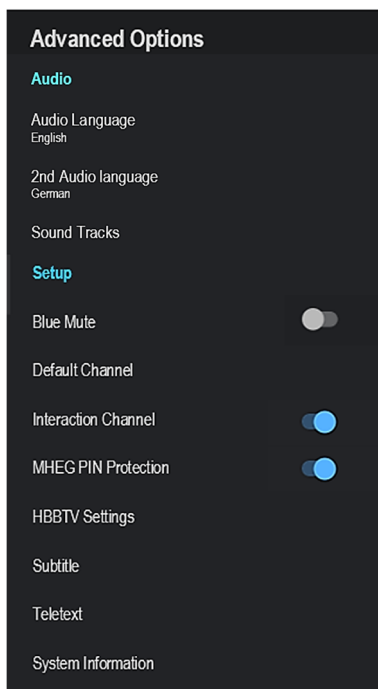 Advanced Options
Audio
Audio Language
English
2nd Audio language
German
Sound Tracks
Setup
Blue Mute
Default Channel
Interaction Channel
MHEG PIN Protection
HBBTV Settings
Subtitle
Teletext
System Information